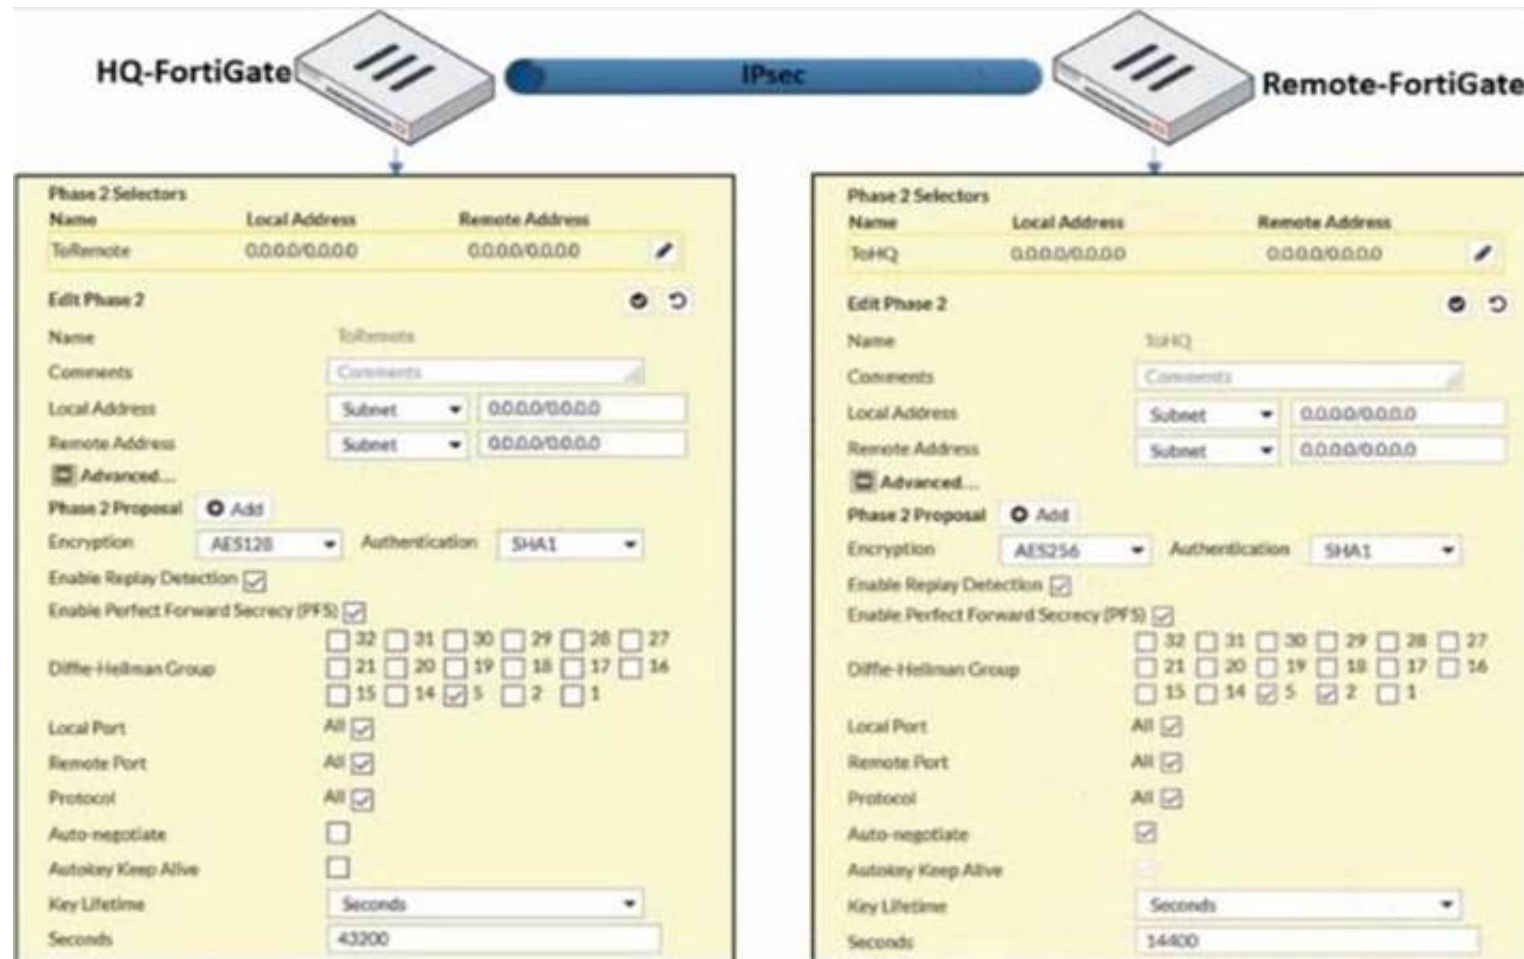 HQ-FortiGate
IPsec
Remote-FortiGate
Phase 2 Selectors
Name Local Address Remote Address
ToRemote 0.0.0.0/0.0.0.0 0.0.0.0/0.0.0.0
Edit Phase 2
Name ToRemote
Comments Comments
Local Address Subnet 0.0.0.0/0.0.0.0
Remote Address Subnet 0.0.0.0/0.0.0.0
Advanced...
Phase 2 Proposal Add
Encryption AES128 Authentication SHA1
Enable Replay Detection
Enable Perfect Forward Secrecy (PFS)
32 31 30 29 28 27
Diffie-Hellman Group 21 20 19 18 17 16
15 14 5 2 1
Local Port All
Remote Port All
Protocol All
Auto-negotiate
Autokey Keep Alive
Key Lifetime Seconds
Seconds 43200
Phase 2 Selectors
Name Local Address Remote Address
ToHQ 0.0.0.0/0.0.0.0 0.0.0.0/0.0.0.0
Edit Phase 2
Name ToHQ
Comments Comments
Local Address Subnet 0.0.0.0/0.0.0.0
Remote Address Subnet 0.0.0.0/0.0.0.0
Advanced...
Phase 2 Proposal Add
Encryption AES256 Authentication SHA1
Enable Replay Detection
Enable Perfect Forward Secrecy (PFS)
32 31 30 29 28 27
Diffie-Hellman Group 21 20 19 18 17 16
15 14 5 2 1
Local Port All
Remote Port All
Protocol All
Auto-negotiate
Autokey Keep Alive
Key Lifetime Seconds
Seconds 14400